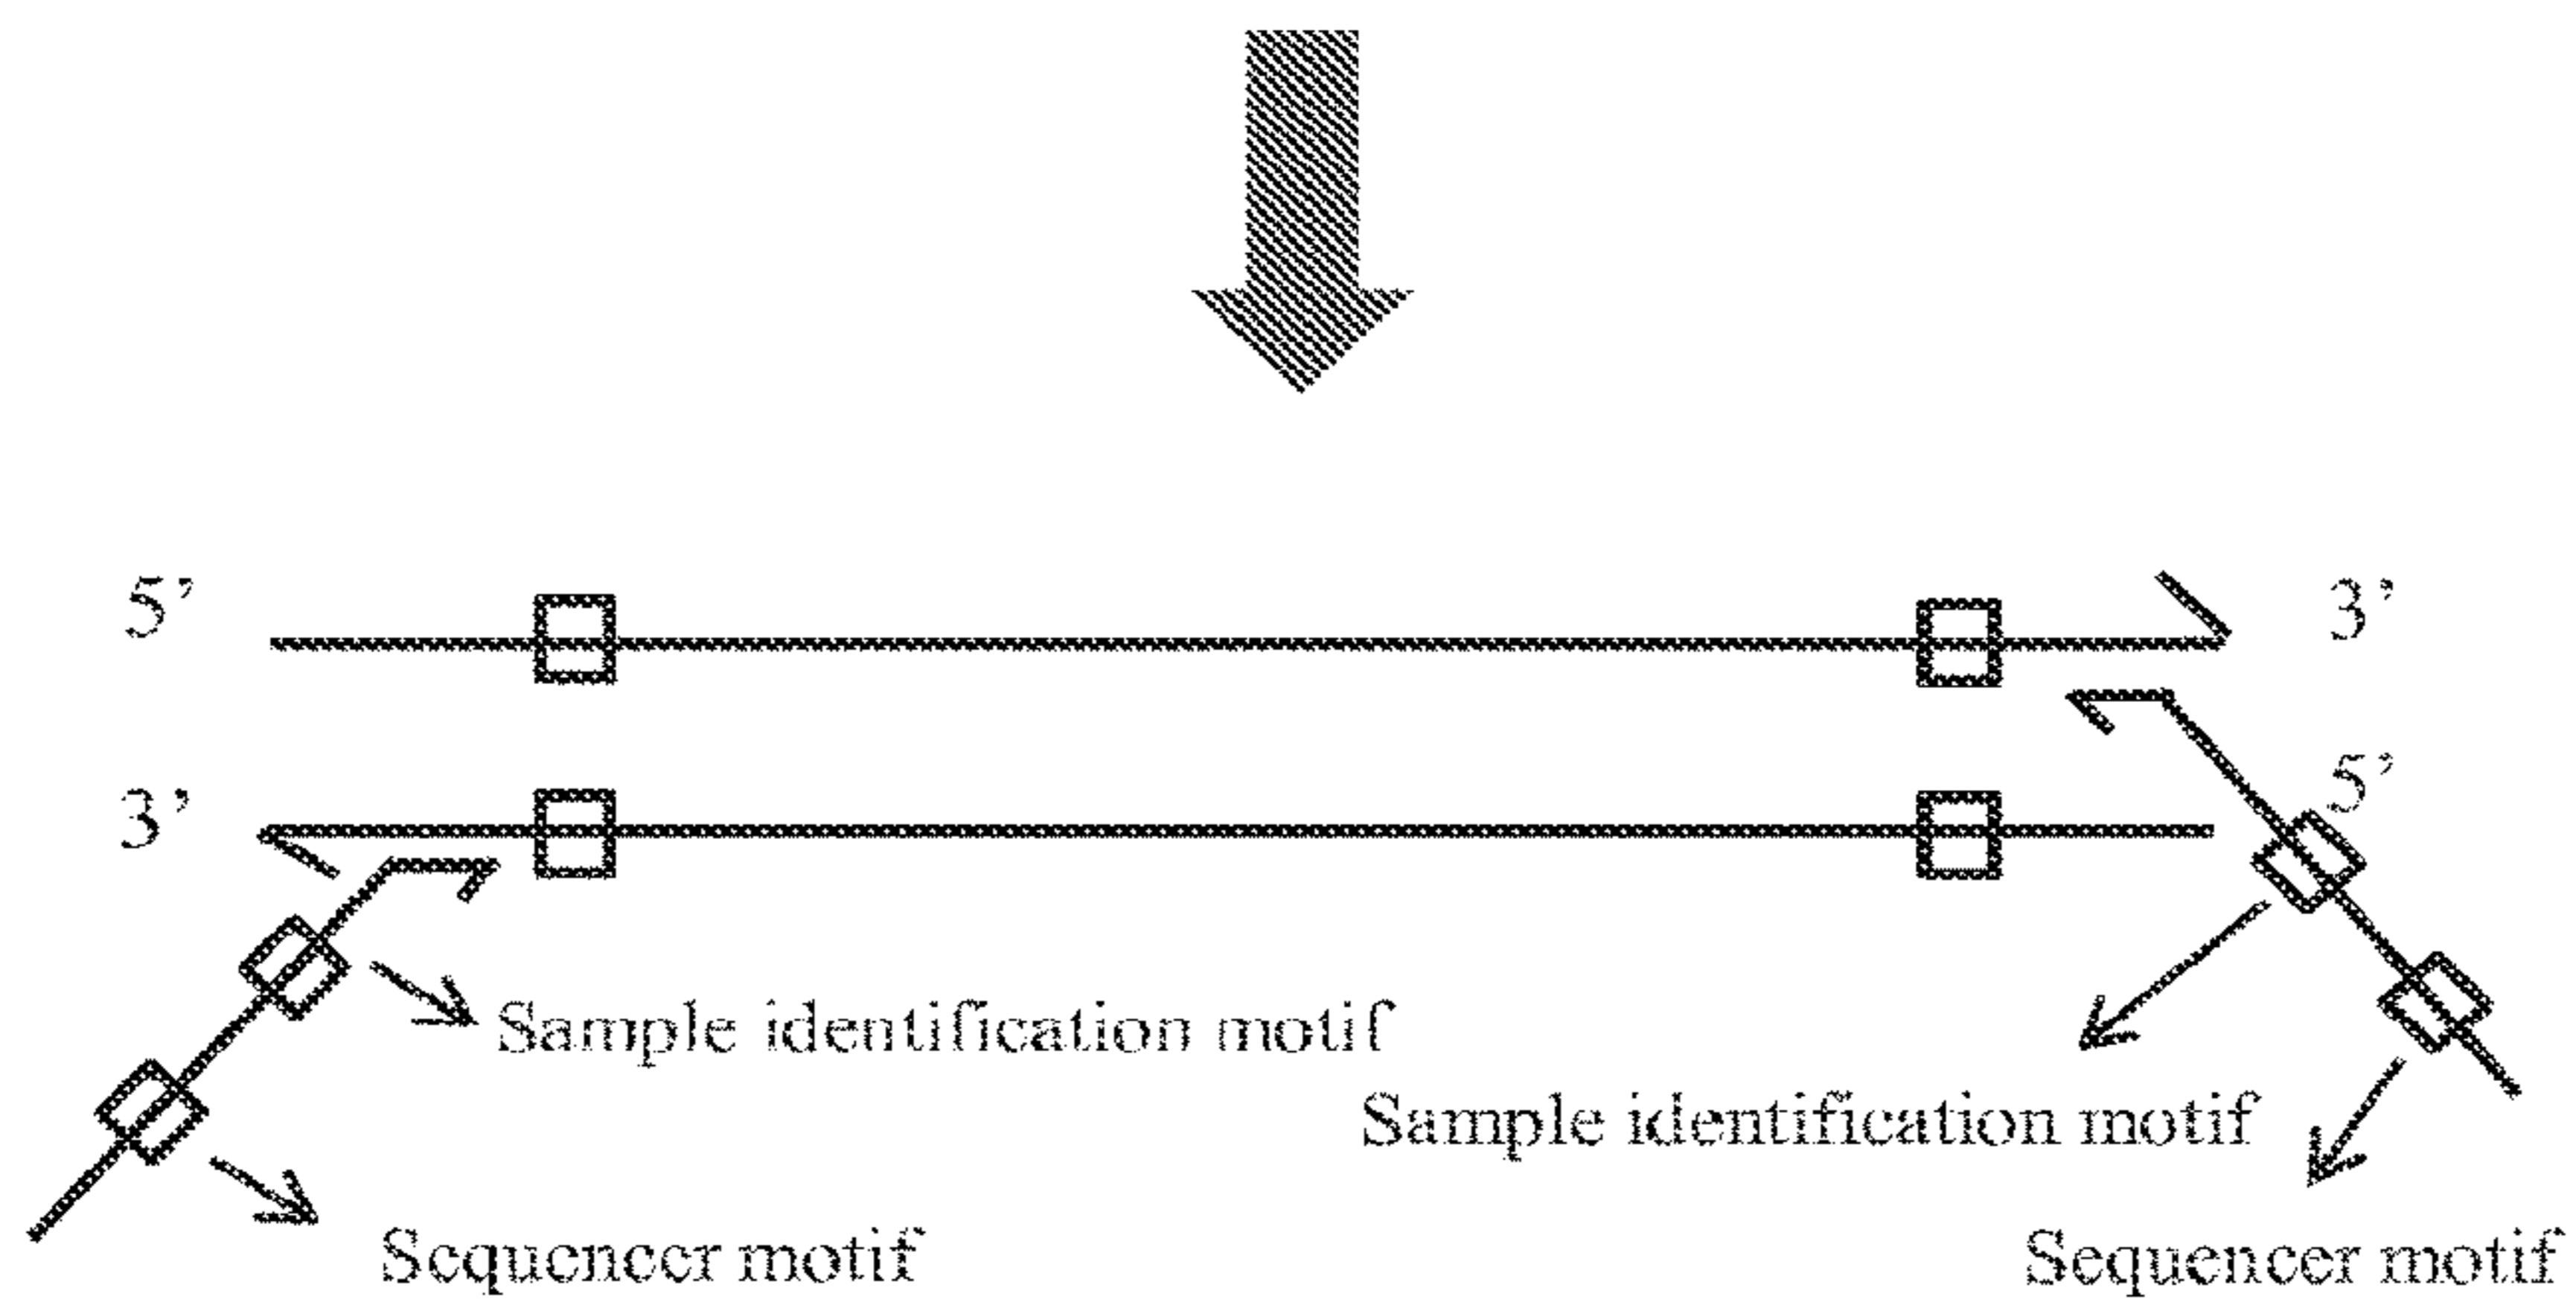 5’
3’
3’
5’
Sample identification motif
Sample identification motif
Sequencer motif
Sequencer motif